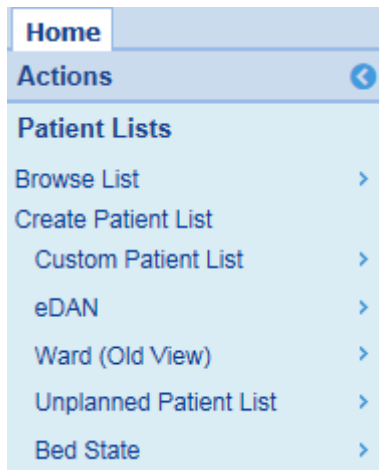 Home
Actions
Patient Lists
Browse List
Create Patient List
Custom Patient List
eDAN
Ward (Old View)
Unplanned Patient List
Bed State